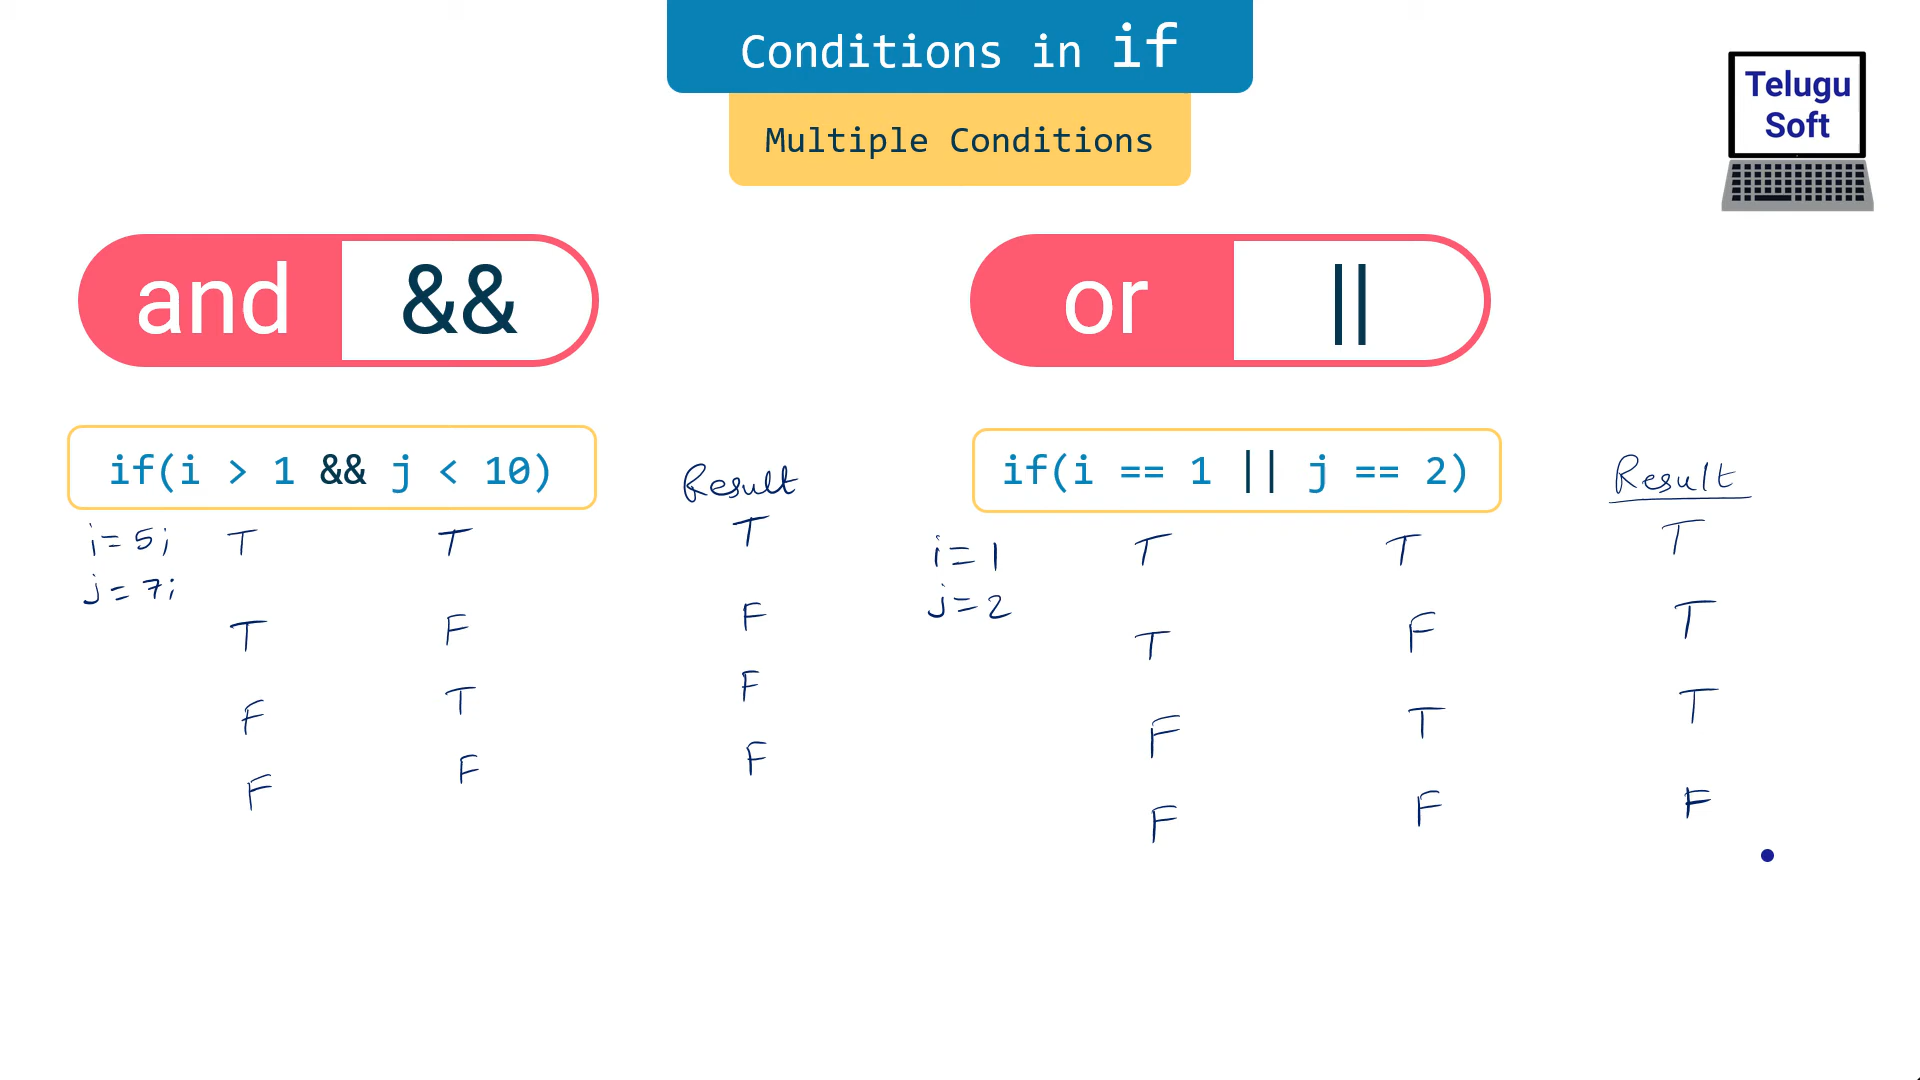 Conditions in if
Multiple Conditions
Telugu
Soft
and &&
or ||
if(i > 1 && j < 10)
Result
i=5; T T T
j=7;
T F F
F T F
F F F
if(i == 1 || j == 2)
Result
i=1 T T T
j=2
T F T
F T T
F F F